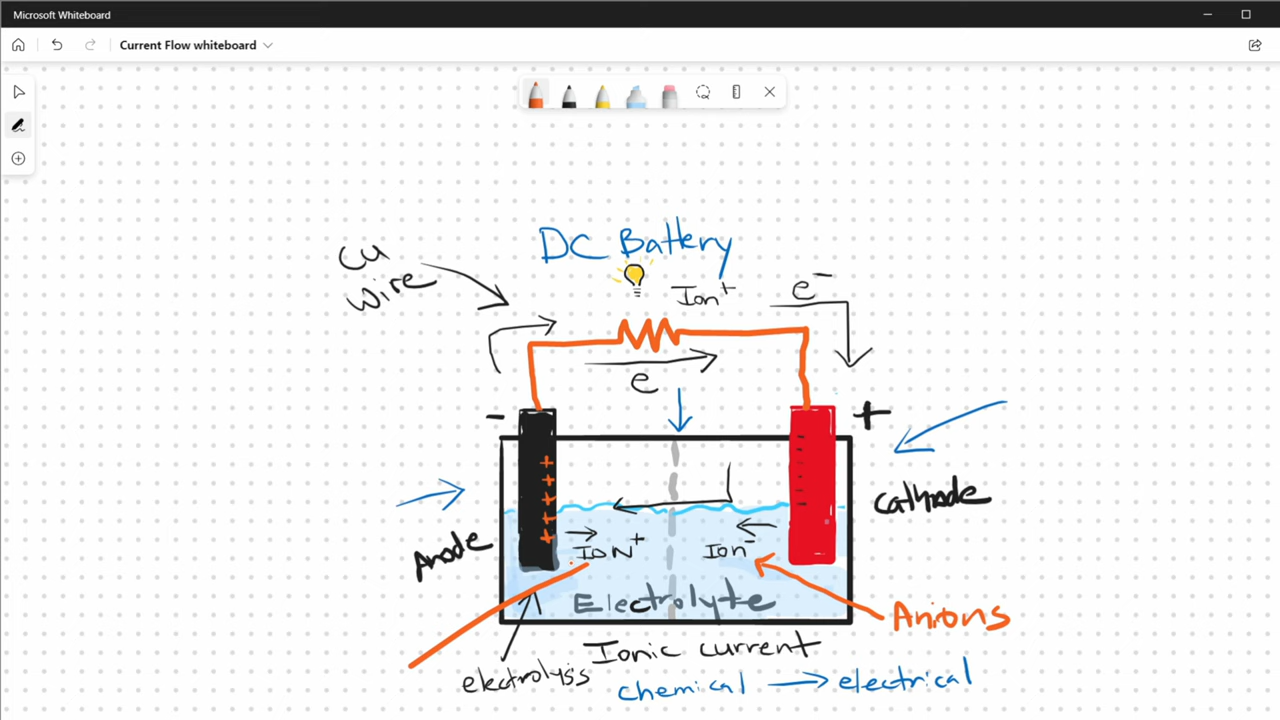 Microsoft Whiteboard
Current Flow whiteboard
DC Battery
Cu
Wire
Ion+
e-
e
-
+
+
+
+
+
+
Cathode
Anode
ION+
Ion-
Electrolyte
Anions
Ionic current
electrolysis
chemical → electrical